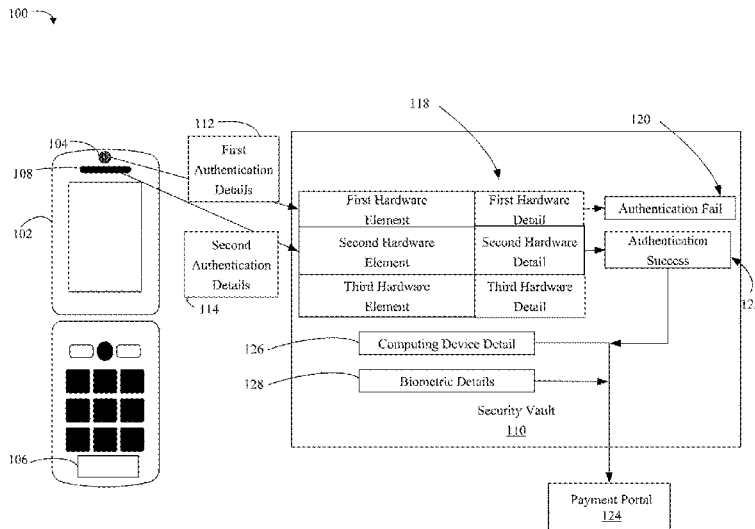 100
112
118
120
104
108
102
First
Authentication
Details
First Hardware
Element
First Hardware
Detail
Authentication Fail
Second
Authentication
Details
114
Second Hardware
Element
Second Hardware
Detail
Authentication
Success
Third Hardware
Element
Third Hardware
Detail
126
Computing Device Detail
128
Biometric Details
Security Vault
110
106
Payment Portal
124